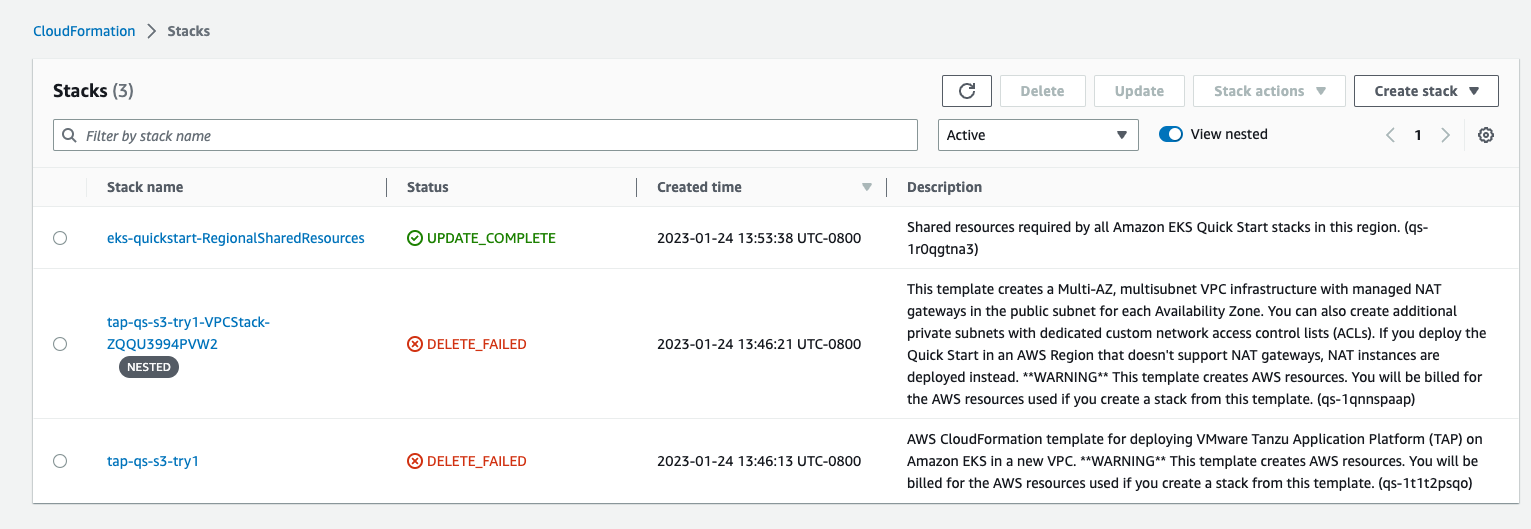 CloudFormation > Stacks
Stacks (3)
Delete
Update
Stack actions
Create stack
Filter by stack name
Active
View nested
1
Stack name
Status
Created time
Description
eks-quickstart-RegionalSharedResources
UPDATE_COMPLETE
2023-01-24 13:53:38 UTC-0800
Shared resources required by all Amazon EKS Quick Start stacks in this region. (qs-
1r0qgtna3)
tap-qs-s3-try1-VPCStack-
ZQQU3994PVW2
NESTED
DELETE_FAILED
2023-01-24 13:46:21 UTC-0800
This template creates a Multi-AZ, multisubnet VPC infrastructure with managed NAT
gateways in the public subnet for each Availability Zone. You can also create additional
private subnets with dedicated custom network access control lists (ACLs). If you deploy the
Quick Start in an AWS Region that doesn't support NAT gateways, NAT instances are
deployed instead. **WARNING** This template creates AWS resources. You will be billed for
the AWS resources used if you create a stack from this template. (qs-1qnnspaap)
tap-qs-s3-try1
DELETE_FAILED
2023-01-24 13:46:13 UTC-0800
AWS CloudFormation template for deploying VMware Tanzu Application Platform (TAP) on
Amazon EKS in a new VPC. **WARNING** This template creates AWS resources. You will be
billed for the AWS resources used if you create a stack from this template. (qs-1t1t2psqo)